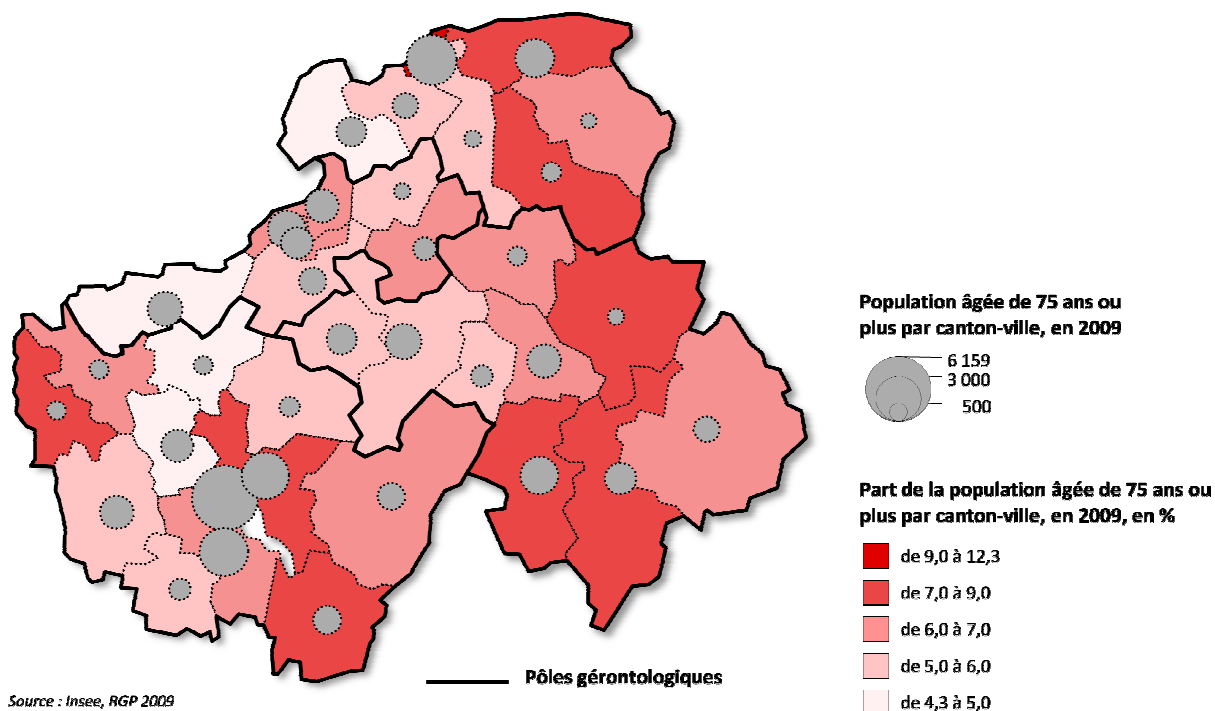 Population âgée de 75 ans ou
plus par canton-ville, en 2009
6 159
3 000
500
Part de la population âgée de 75 ans ou
plus par canton-ville, en 2009, en %
de 9,0 à 12,3
de 7,0 à 9,0
de 6,0 à 7,0
de 5,0 à 6,0
de 4,3 à 5,0
Pôles gérontologiques
Source : Insee, RGP 2009